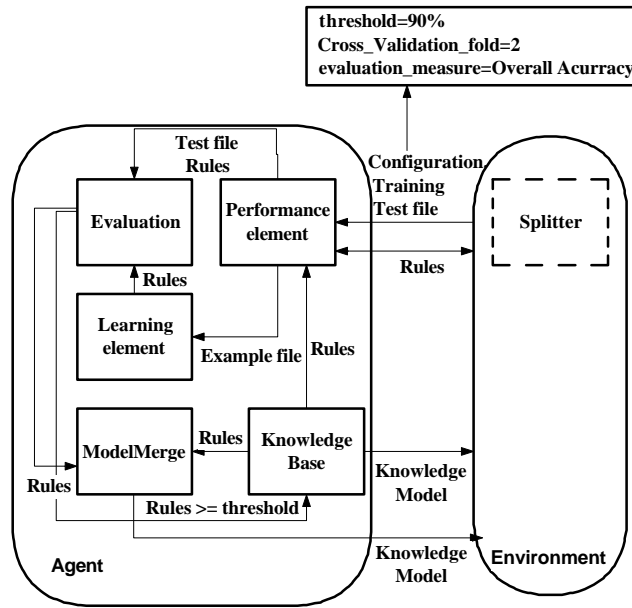 threshold=90%
Cross_Validation_fold=2
evaluation_measure=Overall Acurracy
Test file
Rules
Configuration,
Training
Test file
Evaluation
Performance
element
Splitter
Rules
Rules
Learning
element
Example file
Rules
ModelMerge
Rules
Knowledge
Base
Knowledge
Model
Rules
Rules >= threshold
Knowledge
Model
Agent
Environment